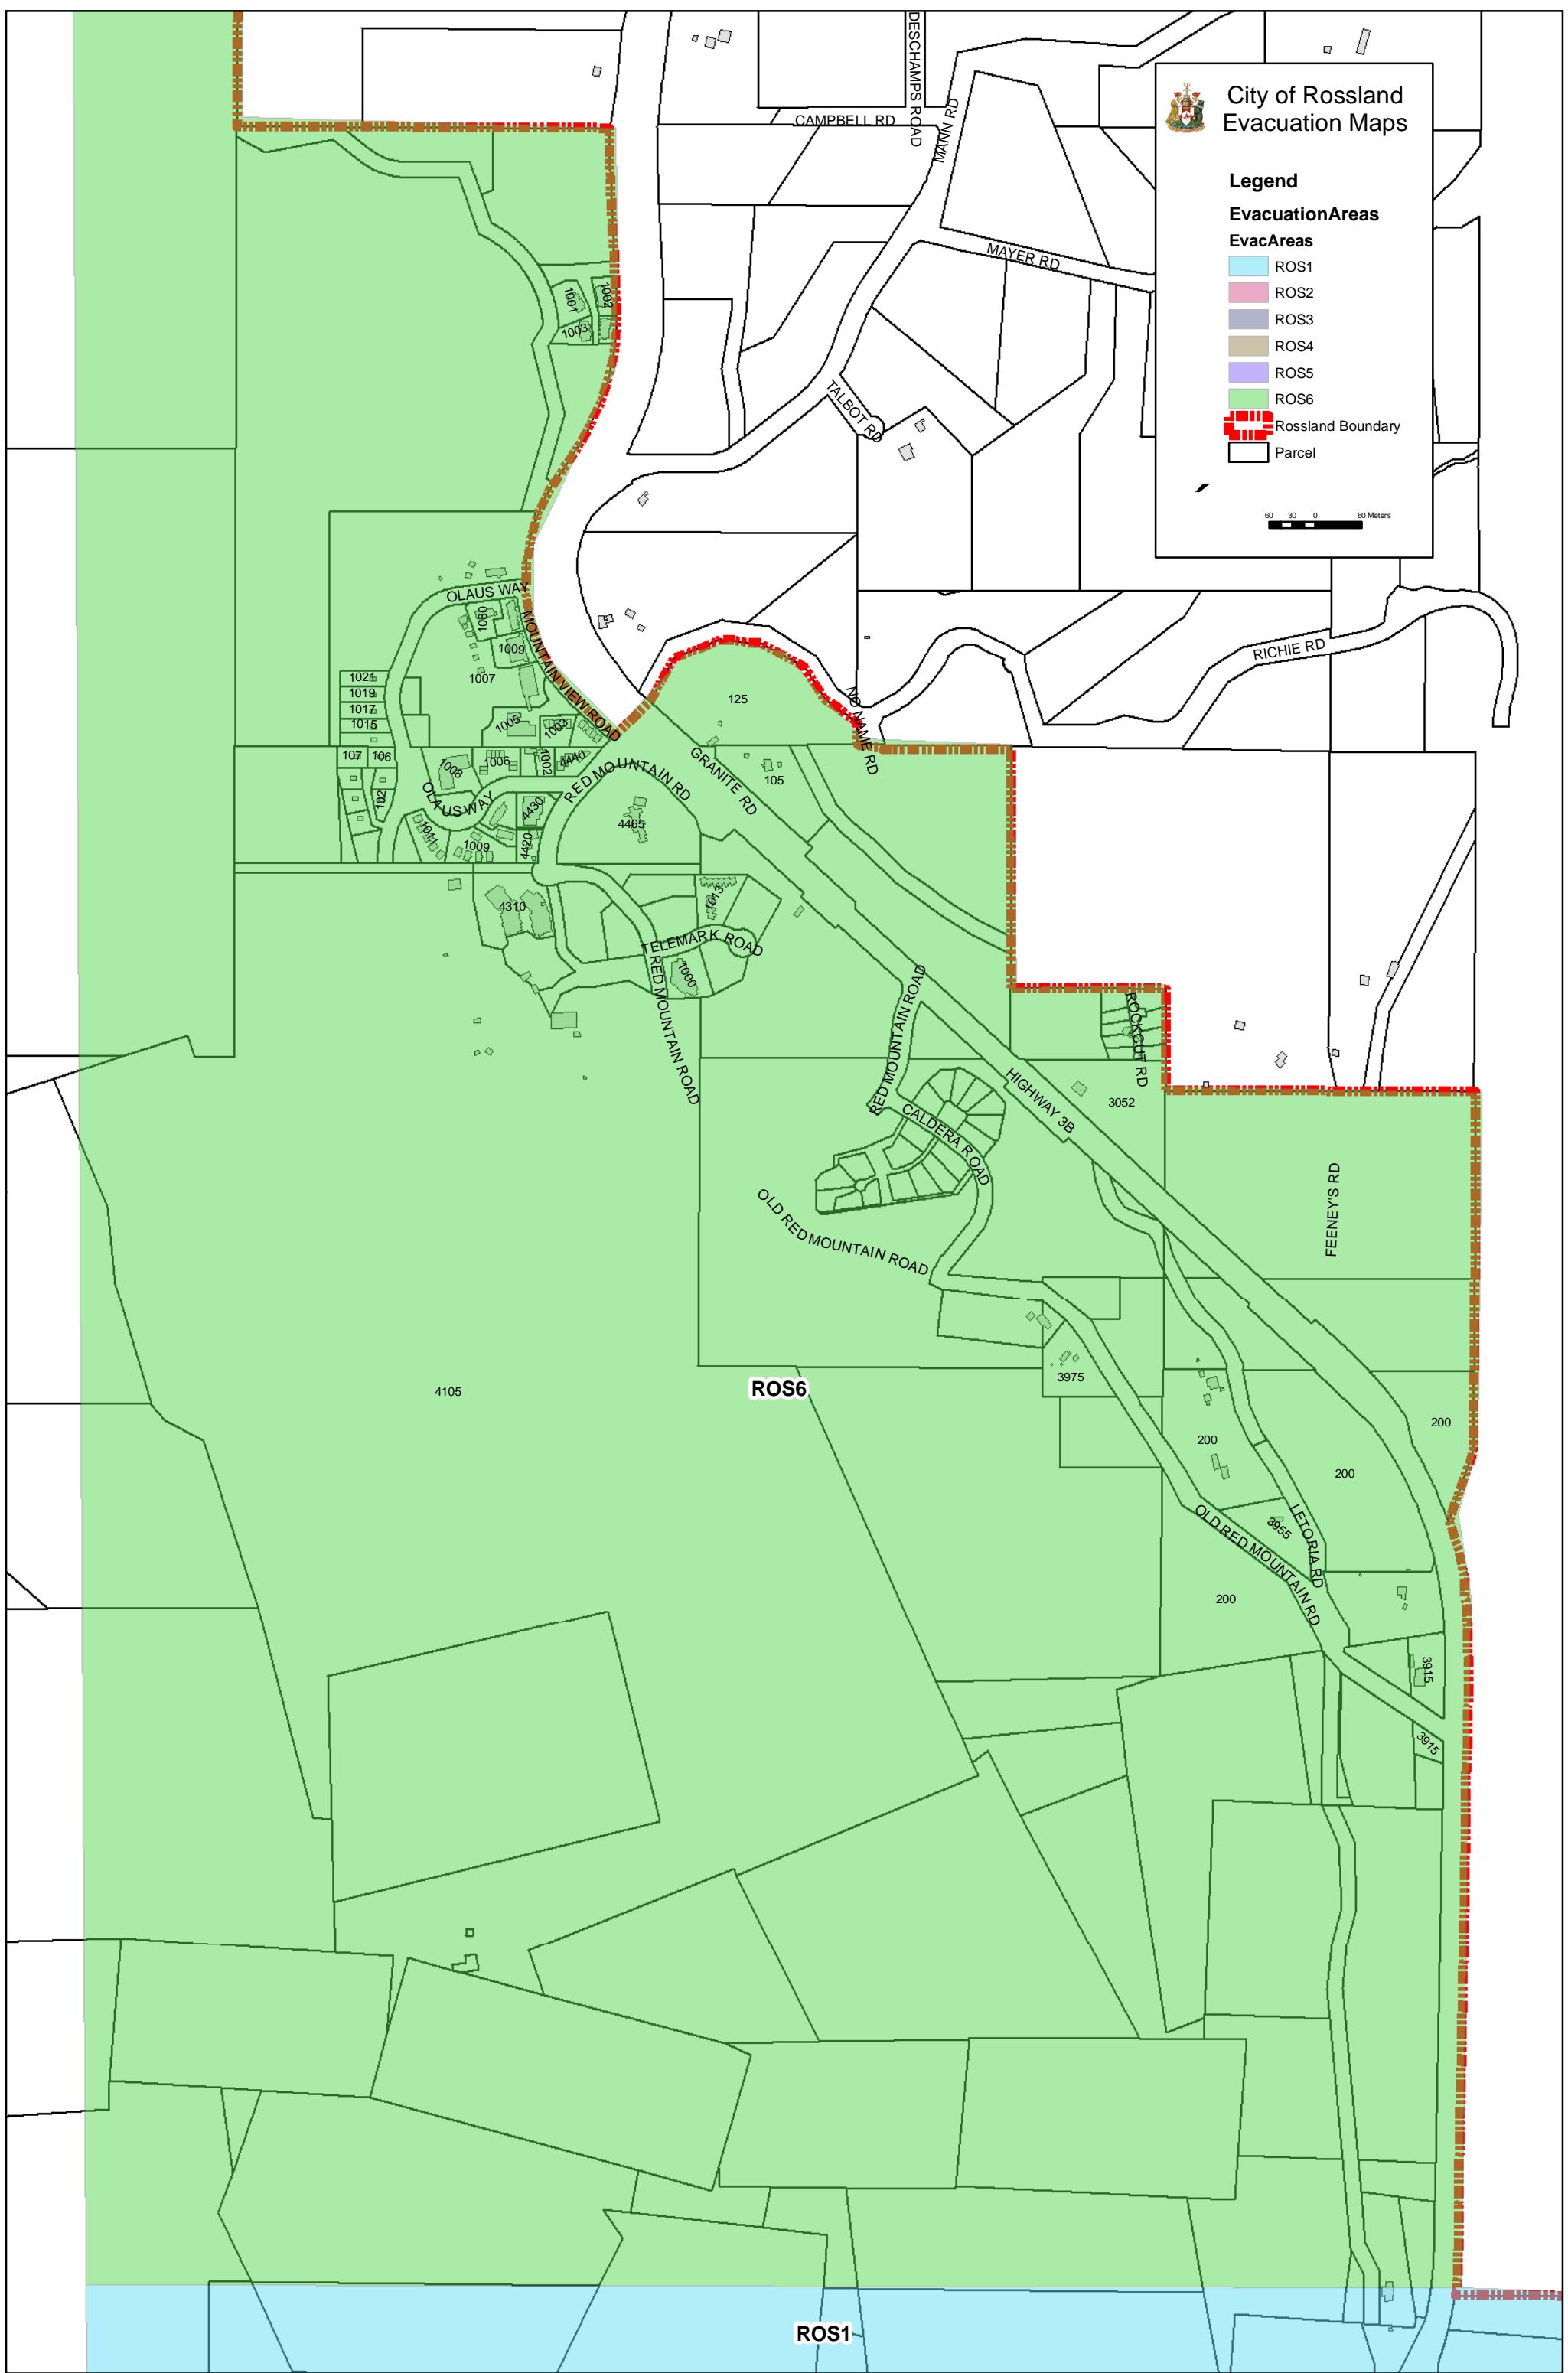 City of Rossland
Evacuation Maps
Legend
EvacuationAreas
EvacAreas
ROS1
ROS2
ROS3
ROS4
ROS5
ROS6
Rossland Boundary
Parcel
60 30 0 60 Meters
DESCHAMPS ROAD
CAMPBELL RD
MANN RD
MAYER RD
1001
1002
1003
TALBOT RD
OLAUS WAY
1080
MOUNTAIN VIEW ROAD
1009
1007
RICHIE RD
1021
1019
1017
1015
125
NO NAME RD
1005
1003
107
106
1008
1006
1002
4440
RED MOUNTAIN RD
GRANITE RD
105
102
OLAUS WAY
4430
4465
1011
1009
4420
4310
1013
TELEMARK ROAD
1000
RED MOUNTAIN ROAD
RED MOUNTAIN ROAD
ROCKCUT RD
HIGHWAY 3B
3052
CALDERA ROAD
OLD RED MOUNTAIN ROAD
FEENEY'S RD
4105
ROS6
3975
200
200
200
3955
LETORIA RD
OLD RED MOUNTAIN RD
200
3915
3915
ROS1